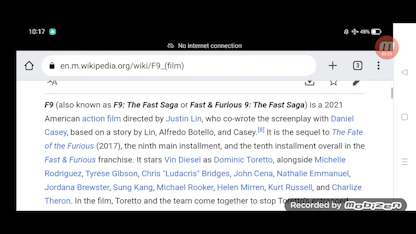 10:17
48%
No internet connection
en.m.wikipedia.org/wiki/F9_(film)
3
F9 (also known as F9: The Fast Saga or Fast & Furious 9: The Fast Saga) is a 2021
American action film directed by Justin Lin, who co-wrote the screenplay with Daniel
Casey, based on a story by Lin, Alfredo Botello, and Casey.[8] It is the sequel to The Fate
of the Furious (2017), the ninth main installment, and the tenth installment overall in the
Fast & Furious franchise. It stars Vin Diesel as Dominic Toretto, alongside Michelle
Rodriguez, Tyrese Gibson, Chris "Ludacris" Bridges, John Cena, Nathalie Emmanuel,
Jordana Brewster, Sung Kang, Michael Rooker, Helen Mirren, Kurt Russell, and Charlize
Theron. In the film, Toretto and the team come together to stop Toretto's
Recorded by mobizen